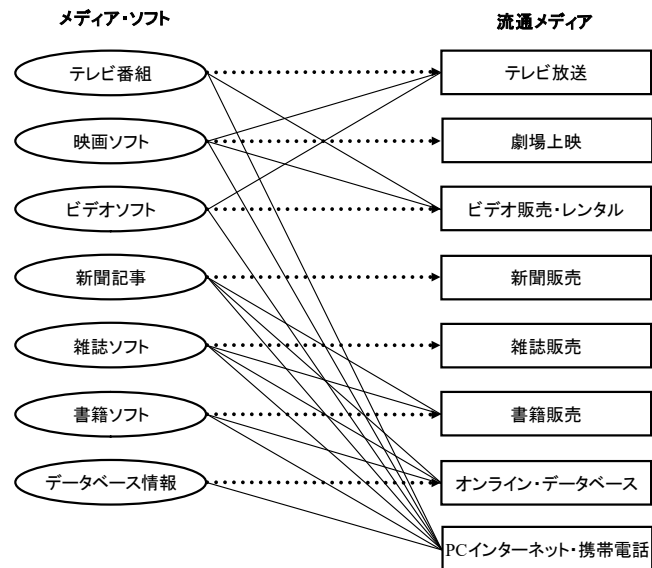 メディア・ソフト
流通メディア
テレビ番組
テレビ放送
映画ソフト
劇場上映
ビデオソフト
ビデオ販売・レンタル
新聞記事
新聞販売
雑誌ソフト
雑誌販売
書籍ソフト
書籍販売
データベース情報
オンライン・データベース
PCインターネット・携帯電話